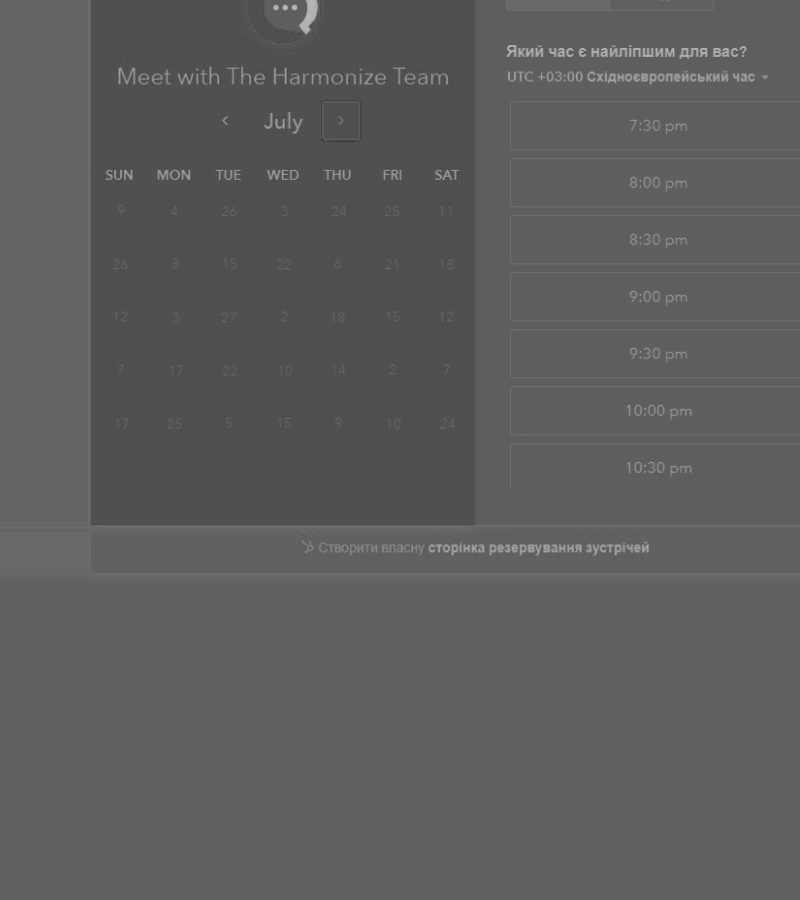 Meet with The Harmonize Team
July
SUN MON TUE WED THU FRI SAT
9 4 26 3 24 25 11
26 8 15 22 6 21 18
12 3 27 2 18 15 12
7 17 22 10 14 2 7
17 25 5 15 9 10 24
Який час є найліпшим для вас?
UTC +03:00 Східноєвропейський час
7:30 pm
8:00 pm
8:30 pm
9:00 pm
9:30 pm
10:00 pm
10:30 pm
Створити власну сторінка резервування зустрічей